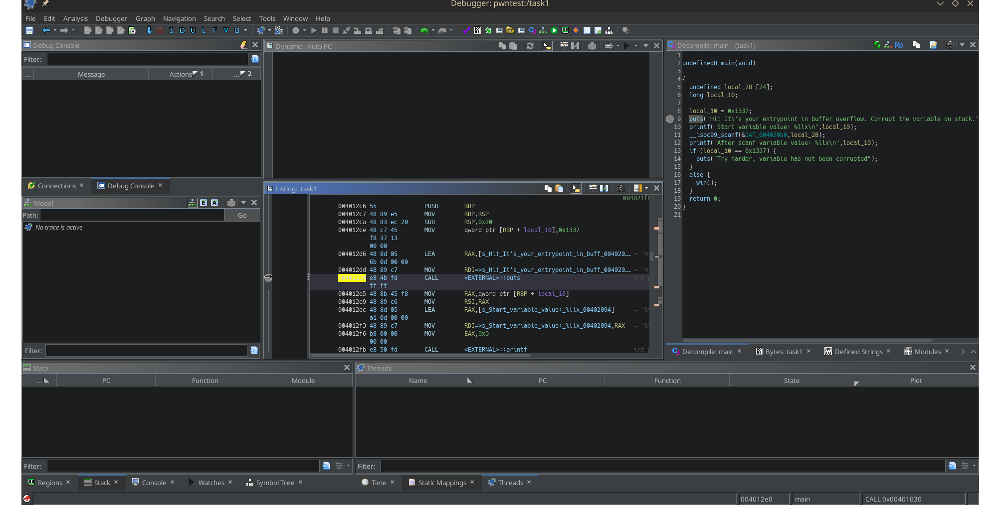 Debugger: pwntest:/task1
File Edit Analysis Debugger Graph Navigation Search Select Tools Window Help
I D U L F V B
Debug Console
Filter:
... Message Actions 1 ... 2
Connections × Debug Console ×
Model
Path: Go
No trace is active
Filter:
Dynamic - Auto PC
Listing: task1
004021f8
004012c6 55 PUSH RBP
004012c7 48 89 e5 MOV RBP,RSP
004012ca 48 83 ec 20 SUB RSP,0x20
004012ce 48 c7 45 MOV qword ptr [RBP + local_10],0x1337
f8 37 13
00 00
004012d6 48 8d 05 LEA RAX,[s_Hi!_It's_your_entrypoint_in_buff_004020... = "H
6b 0d 00 00
004012dd 48 89 c7 MOV RDI=>s_Hi!_It's_your_entrypoint_in_buff_004020... = "H
e8 4b fd CALL <EXTERNAL>::puts int p
ff ff
004012e5 48 8b 45 f8 MOV RAX,qword ptr [RBP + local_10]
004012e9 48 89 c6 MOV RSI,RAX
004012ec 48 8d 05 LEA RAX,[s_Start_variable_value:_%llx_00402094] = "St
a1 0d 00 00
004012f3 48 89 c7 MOV RDI=>s_Start_variable_value:_%llx_00402094,RAX = "St
004012f6 b8 00 00 MOV EAX,0x0
00 00
004012fb e8 50 fd CALL <EXTERNAL>::printf int p
Decompile: main - (task1)
Ro
1
2 undefined8 main(void)
3
4 {
5 undefined local_28 [24];
6 long local_10;
7
8 local_10 = 0x1337;
9 puts("Hi! It\'s your entrypoint in buffer overflow. Corrupt the variable on stack."
10 printf("Start variable value: %llx\n",local_10);
11 __isoc99_scanf(&DAT_004020b0,local_28);
12 printf("After scanf variable value: %llx\n",local_10);
13 if (local_10 == 0x1337) {
14 puts("Try harder, variable has not been corrupted");
15 }
16 else {
17 win();
18 }
19 return 0;
20 }
21
Decompile: main × Bytes: task1 × Defined Strings × Modules ×
Stack
... PC Function Module
Filter:
Regions × Stack × Console × Watches × Symbol Tree ×
Threads
Name PC Function State Plot
Filter:
Time × Static Mappings × Threads ×
004012e0 main CALL 0x00401030